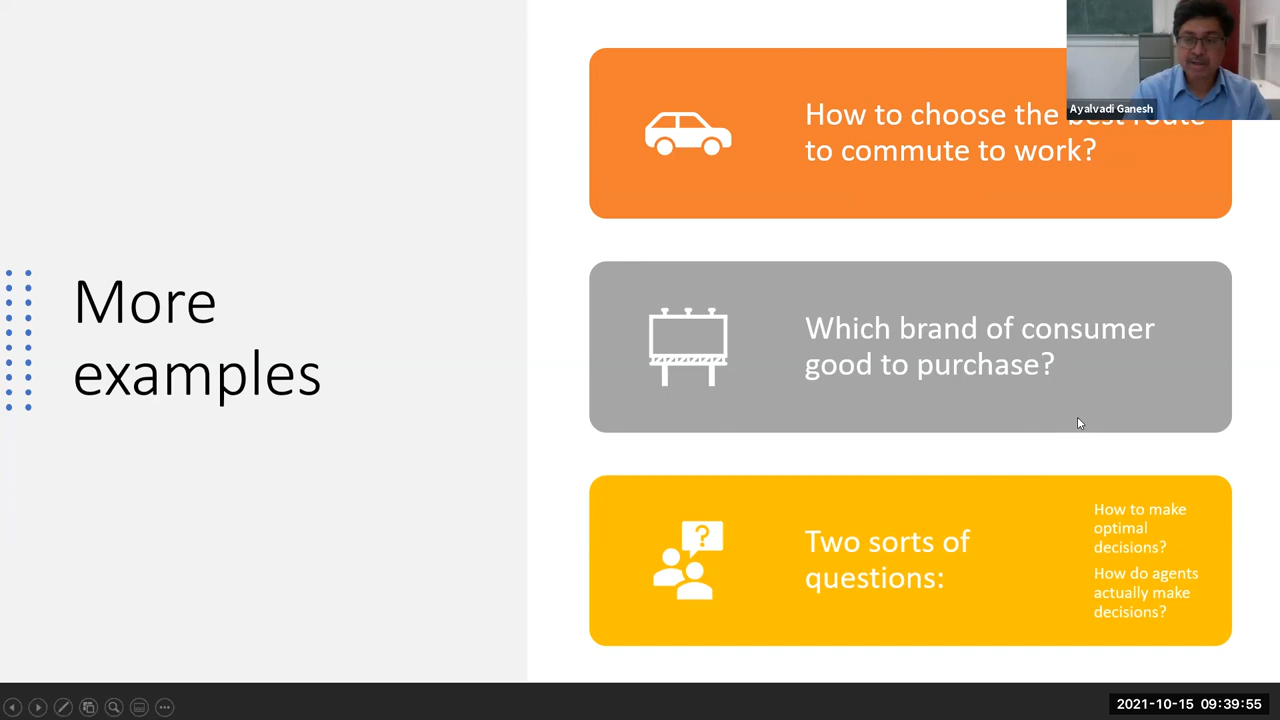 More
examples
How to choose the best route
to commute to work?
Which brand of consumer
good to purchase?
?
Two sorts of
questions:
How to make
optimal
decisions?
How do agents
actually make
decisions?
Ayalvadi Ganesh
2021-10-15 09:39:55